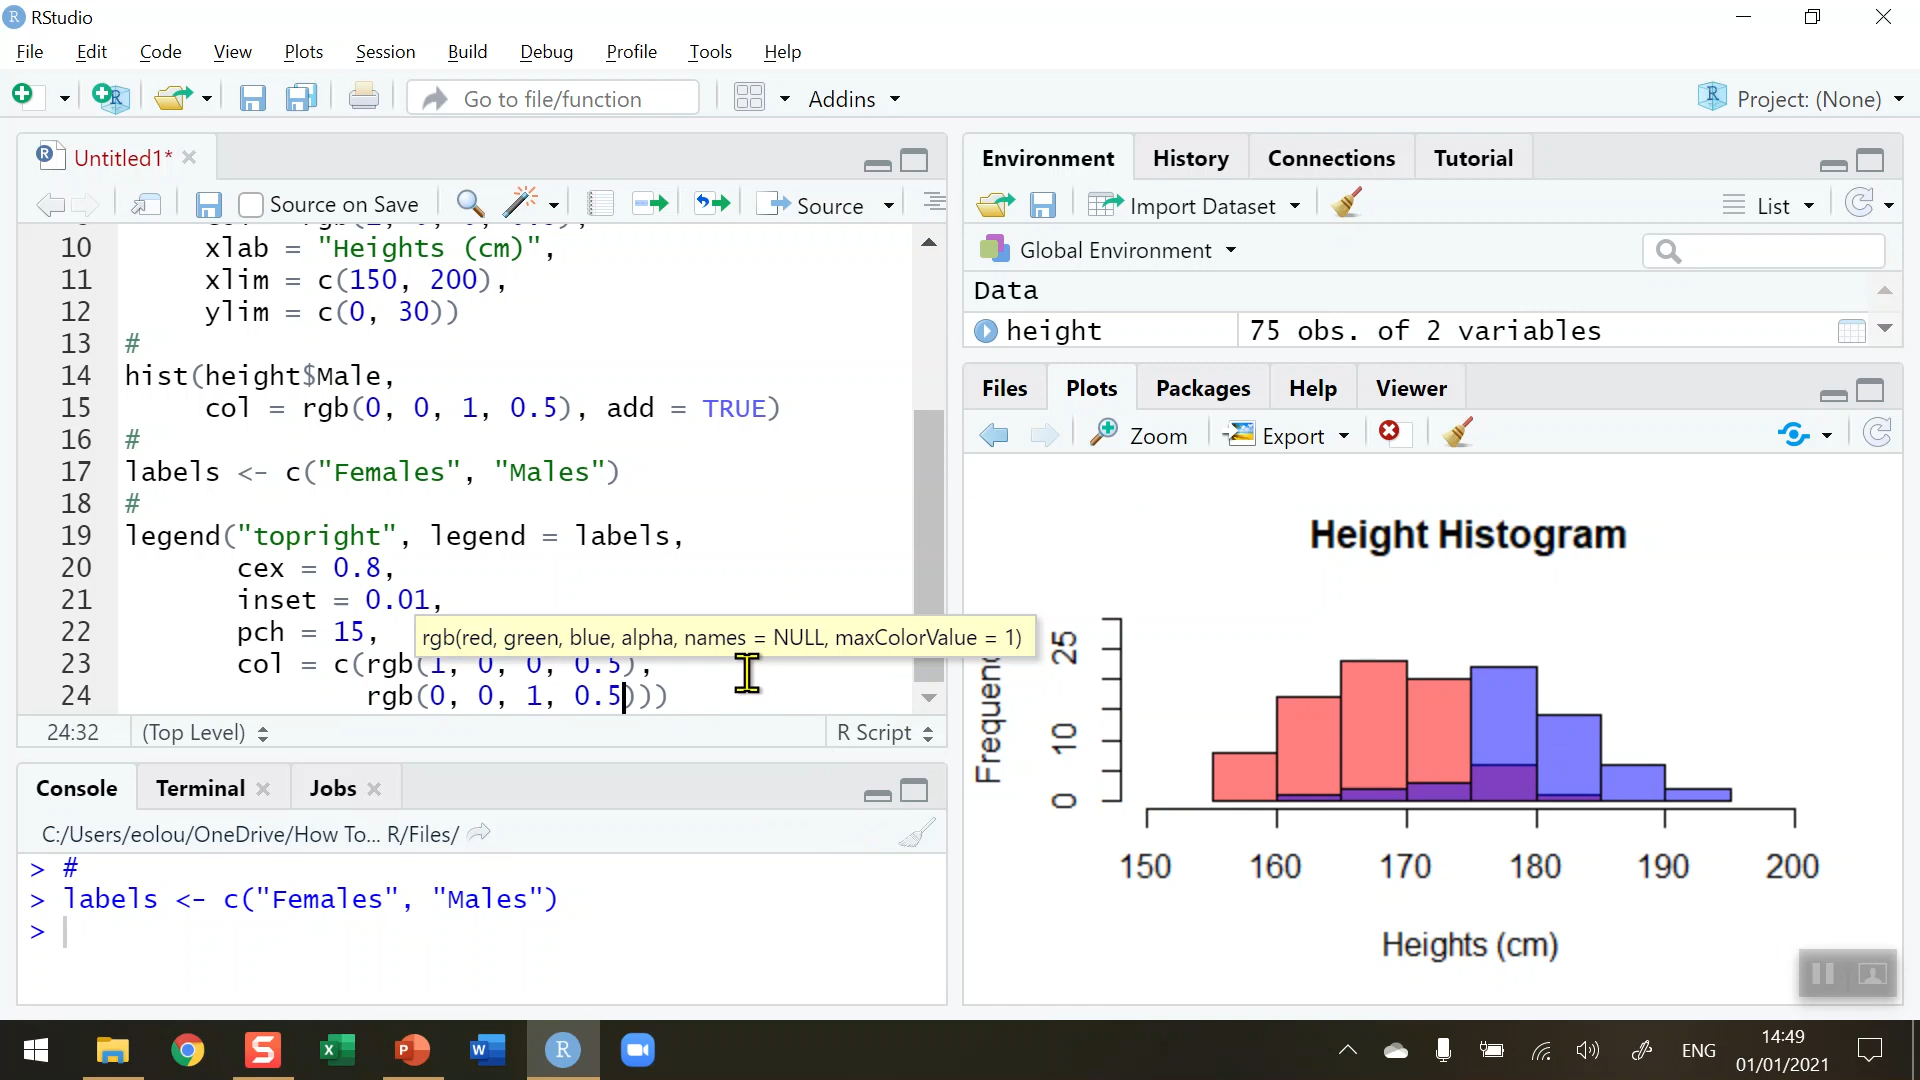 RStudio
File Edit Code View Plots Session Build Debug Profile Tools Help
Go to file/function
Addins
Project: (None)
Untitled1*
Source on Save
Source
10 xlab = "Heights (cm)",
11 xlim = c(150, 200),
12 ylim = c(0, 30))
13 #
14 hist(height$Male,
15 col = rgb(0, 0, 1, 0.5), add = TRUE)
16 #
17 labels <- c("Females", "Males")
18 #
19 legend("topright", legend = labels,
20 cex = 0.8,
21 inset = 0.01,
22 pch = 15,
rgb(red, green, blue, alpha, names = NULL, maxColorValue = 1)
23 col = c(rgb(1, 0, 0, 0.5),
24 rgb(0, 0, 1, 0.5)))
24:32 (Top Level) R Script
Console Terminal Jobs
C:/Users/eolou/OneDrive/How To... R/Files/
> #
> labels <- c("Females", "Males")
>
Environment History Connections Tutorial
Import Dataset
List
Global Environment
Data
height 75 obs. of 2 variables
Files Plots Packages Help Viewer
Zoom Export
Height Histogram
Frequenc
25
10
0
150 160 170 180 190 200
Heights (cm)
ENG
14:49
01/01/2021